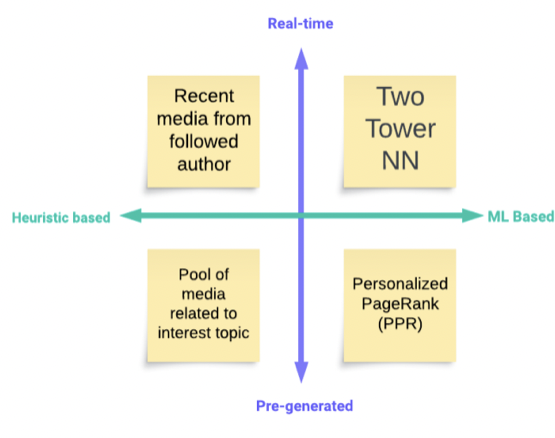 Real-time
Recent
media from
followed
author
Two
Tower
NN
Heuristic based
ML Based
Pool of
media
related to
interest topic
Personalized
PageRank
(PPR)
Pre-generated